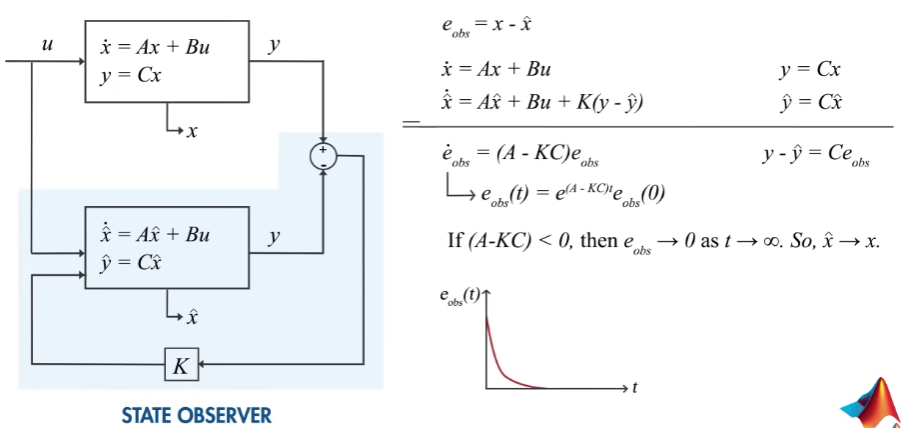 u
ẋ = Ax + Bu
y = Cx
y
x
+
-
x̂̇ = Ax̂ + Bu
ŷ = Cx̂
y
x̂
K
STATE OBSERVER
e_obs = x - x̂
ẋ = Ax + Bu y = Cx
x̂̇ = Ax̂ + Bu + K(y - ŷ) ŷ = Cx̂
ė_obs = (A - KC)e_obs y - ŷ = Ce_obs
e_obs(t) = e^(A - KC)t e_obs(0)
If (A-KC) < 0, then e_obs → 0 as t → ∞. So, x̂ → x.
e_obs(t)
t